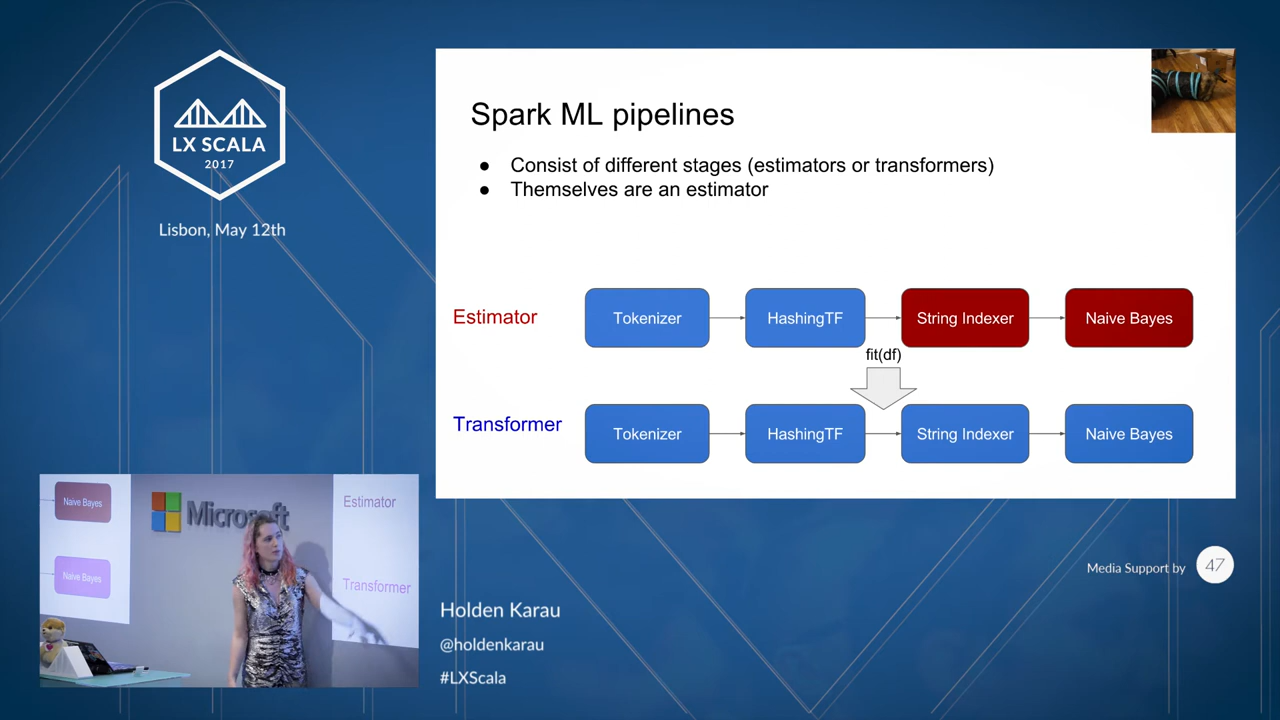 LX SCALA
2017
Lisbon, May 12th
Spark ML pipelines
● Consist of different stages (estimators or transformers)
● Themselves are an estimator
Estimator
Tokenizer
HashingTF
String Indexer
Naive Bayes
fit(df)
Transformer
Tokenizer
HashingTF
String Indexer
Naive Bayes
Naive Bayes
Naive Bayes
Microsoft
Estimator
Transformer
Media Support by
47
Holden Karau
@holdenkarau
#LXScala